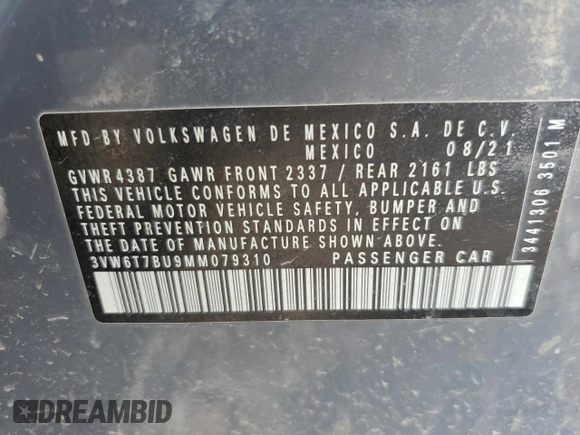 MFD BY VOLKSWAGEN DE MEXICO S.A. DE C.V.
MEXICO 08/21
GVWR 4387 GAWR FRONT 2337 / REAR 2161 LBS
THIS VEHICLE CONFORMS TO ALL APPLICABLE U.S.
FEDERAL MOTOR VEHICLE SAFETY, BUMPER AND
THEFT PREVENTION STANDARDS IN EFFECT ON
THE DATE OF MANUFACTURE SHOWN ABOVE.
3VW6T7BU9MM079310 PASSENGER CAR
3441306 3501 M
DREAMBID